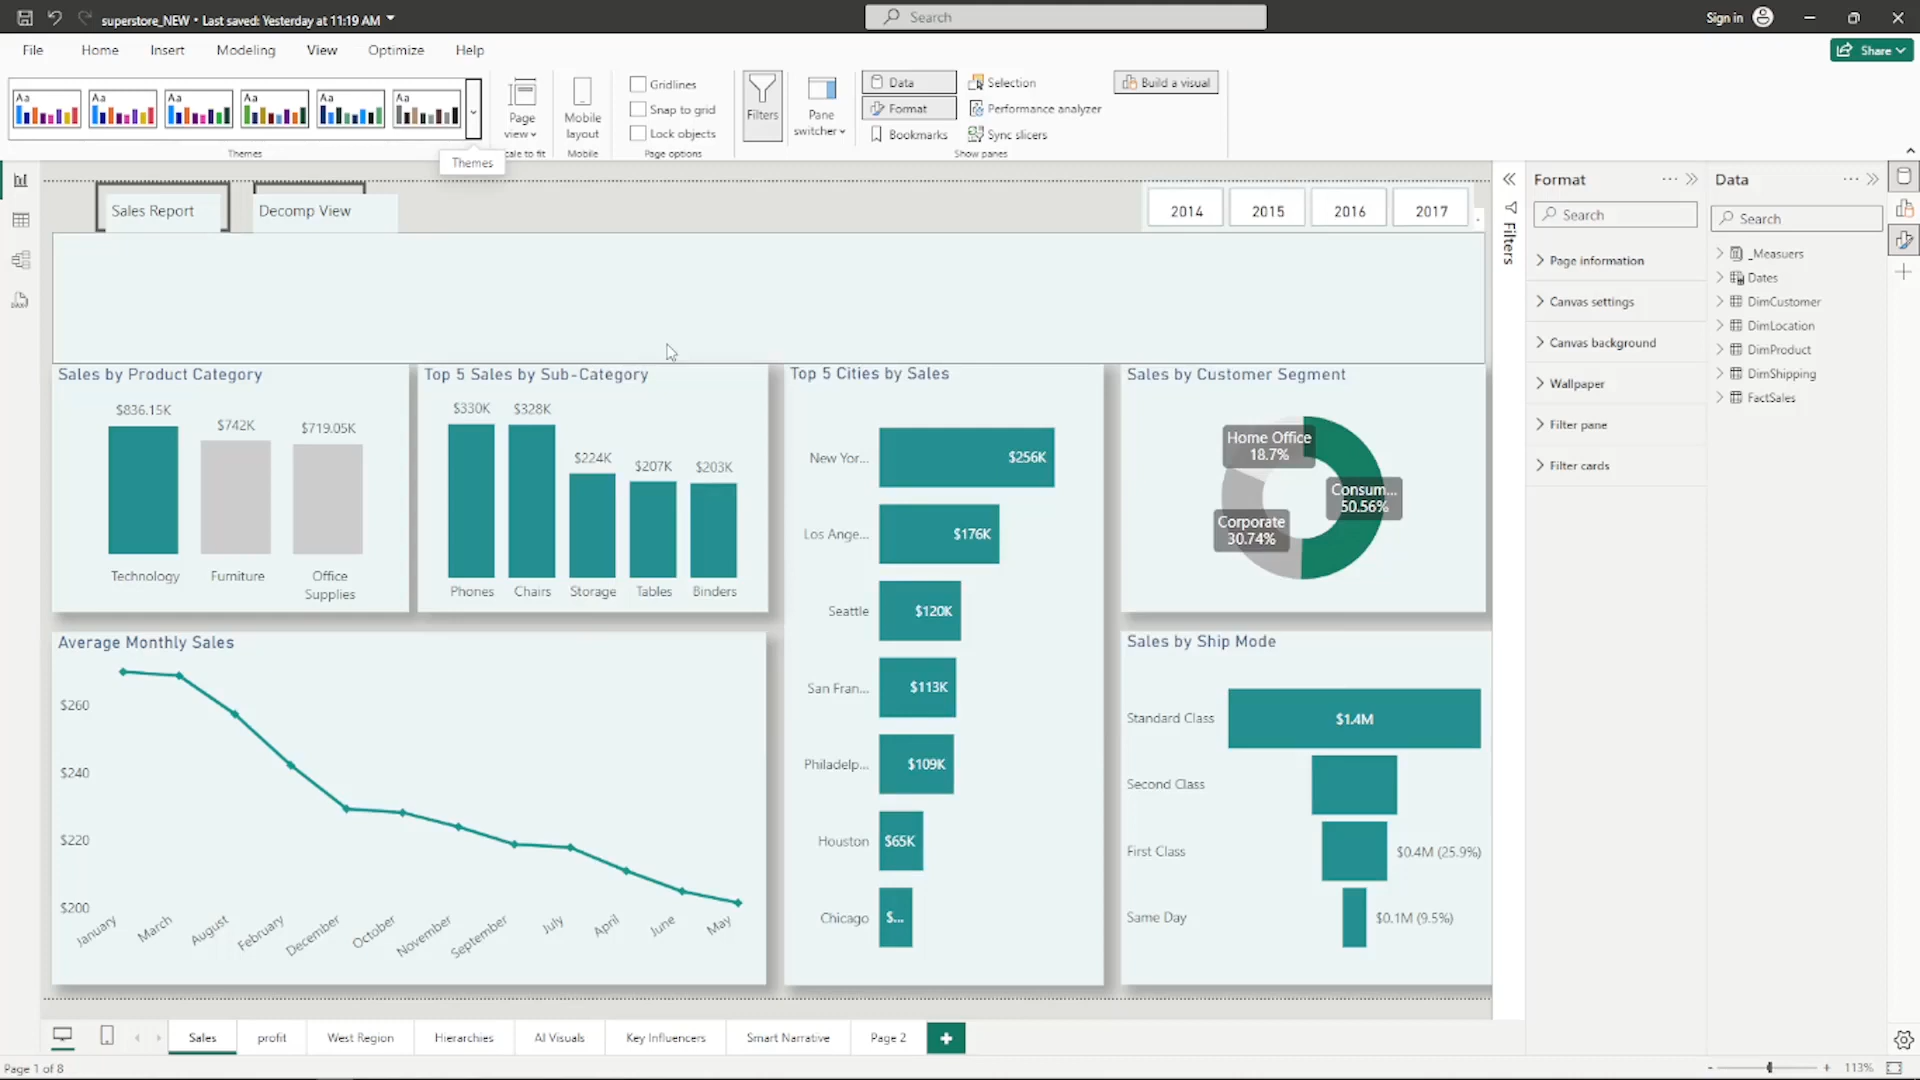 superstore_NEW • Last saved: Yesterday at 11:19 AM
Search
Sign in
File
Home
Insert
Modeling
View
Optimize
Help
Share
Aa
Aa
Aa
Aa
Aa
Aa
Themes
Page view
Scale to fit
Mobile layout
Mobile
Gridlines
Snap to grid
Lock objects
Page options
Filters
Pane switcher
Data
Format
Bookmarks
Selection
Performance analyzer
Sync slicers
Show panes
Build a visual
Themes
Sales Report
Decomp View
2014
2015
2016
2017
Sales by Product Category
$836.15K
$742K
$719.05K
Technology
Furniture
Office
Supplies
Top 5 Sales by Sub-Category
$330K
$328K
$224K
$207K
$203K
Phones
Chairs
Storage
Tables
Binders
Top 5 Cities by Sales
New Yor...
$256K
Los Ange...
$176K
Seattle
$120K
San Fran...
$113K
Philadelp...
$109K
Houston
$65K
Chicago
$...
Sales by Customer Segment
Home Office
18.7%
Consum...
50.56%
Corporate
30.74%
Average Monthly Sales
$260
$240
$220
$200
January
March
August
February
December
October
November
September
July
April
June
May
Sales by Ship Mode
Standard Class
$1.4M
Second Class
First Class
$0.4M (25.9%)
Same Day
$0.1M (9.5%)
Filters
Format
Search
Page information
Canvas settings
Canvas background
Wallpaper
Filter pane
Filter cards
Data
Search
_Measuers
Dates
DimCustomer
DimLocation
DimProduct
DimShipping
FactSales
Sales
profit
West Region
Hierarchies
AI Visuals
Key Influencers
Smart Narrative
Page 2
Page 1 of 8
113%